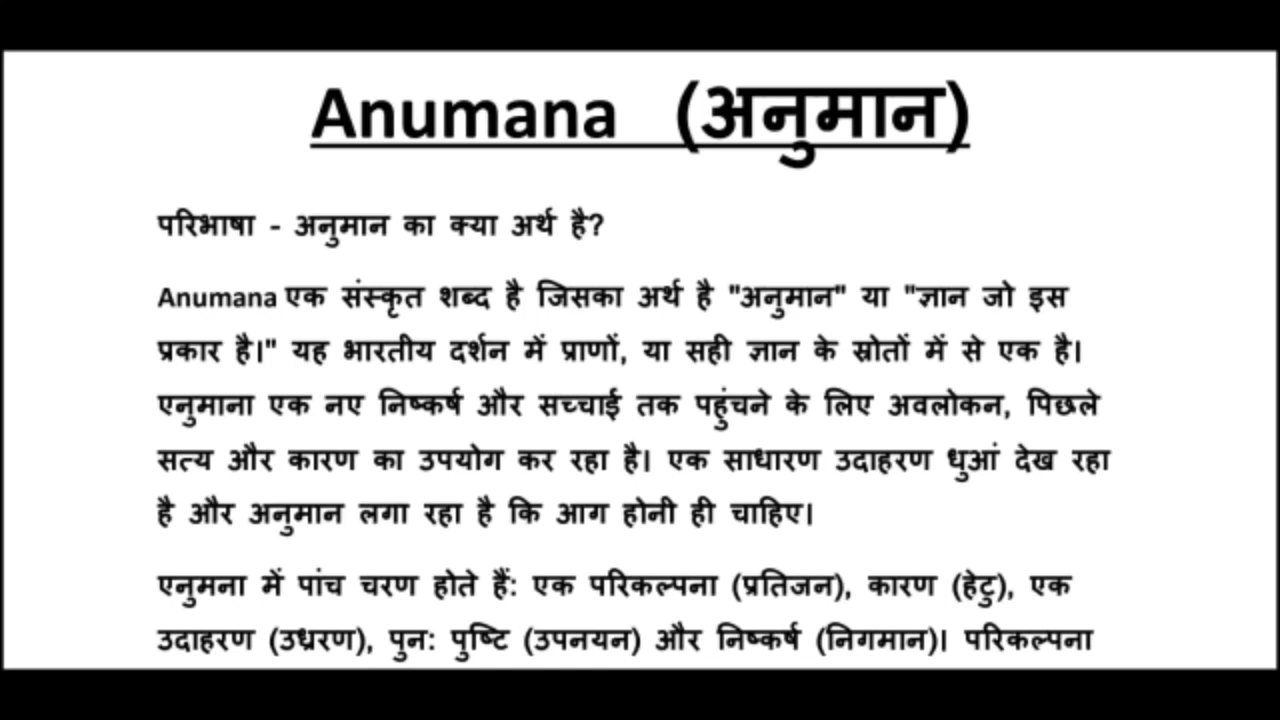 Anumana (अनुमान)
परिभाषा - अनुमान का क्या अर्थ है?
Anumana एक संस्कृत शब्द है जिसका अर्थ है "अनुमान" या "ज्ञान जो इस
प्रकार है।" यह भारतीय दर्शन में प्राणों, या सही ज्ञान के स्रोतों में से एक है।
एनुमाना एक नए निष्कर्ष और सच्चाई तक पहुंचने के लिए अवलोकन, पिछले
सत्य और कारण का उपयोग कर रहा है। एक साधारण उदाहरण धुआं देख रहा
है और अनुमान लगा रहा है कि आग होनी ही चाहिए।
एनुमना में पांच चरण होते हैं: एक परिकल्पना (प्रतिजन), कारण (हेटु), एक
उदाहरण (उध्ररण), पुन: पुष्टि (उपनयन) और निष्कर्ष (निगमान)। परिकल्पना